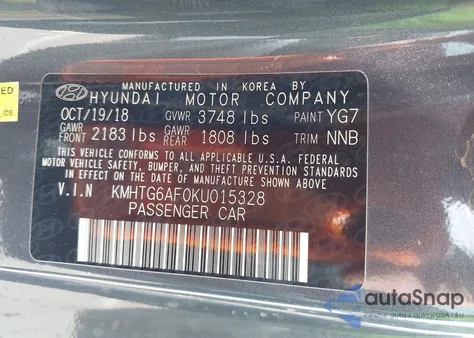 MANUFACTURED IN KOREA BY
HYUNDAI MOTOR COMPANY
OCT/19/18 GVWR 3748 lbs PAINT YG7
GAWR FRONT 2183 lbs GAWR REAR 1808 lbs TRIM NNB
THIS VEHICLE CONFORMS TO ALL APPLICABLE U.S.A. FEDERAL
MOTOR VEHICLE SAFETY, BUMPER, AND THEFT PREVENTION
STANDARDS IN EFFECT ON THE DATE OF MANUFACTURE SHOWN ABOVE.
V.I.N KMHTG6AF0KU015328
PASSENGER CAR
autoSnap